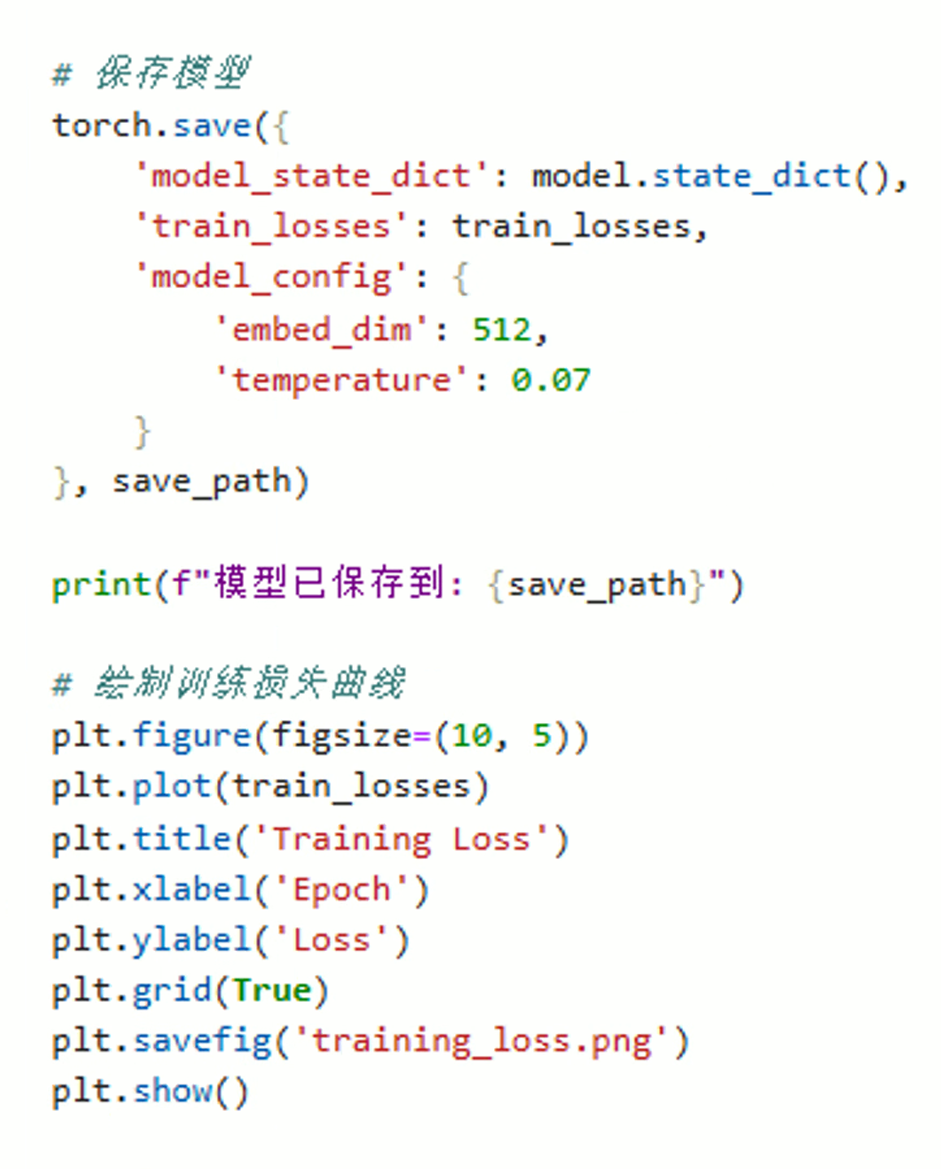 # 保存模型
torch.save({
    'model_state_dict': model.state_dict(),
    'train_losses': train_losses,
    'model_config': {
        'embed_dim': 512,
        'temperature': 0.07
    }
}, save_path)

print(f"模型已保存到: {save_path}")

# 绘制训练损失曲线
plt.figure(figsize=(10, 5))
plt.plot(train_losses)
plt.title('Training Loss')
plt.xlabel('Epoch')
plt.ylabel('Loss')
plt.grid(True)
plt.savefig('training_loss.png')
plt.show()